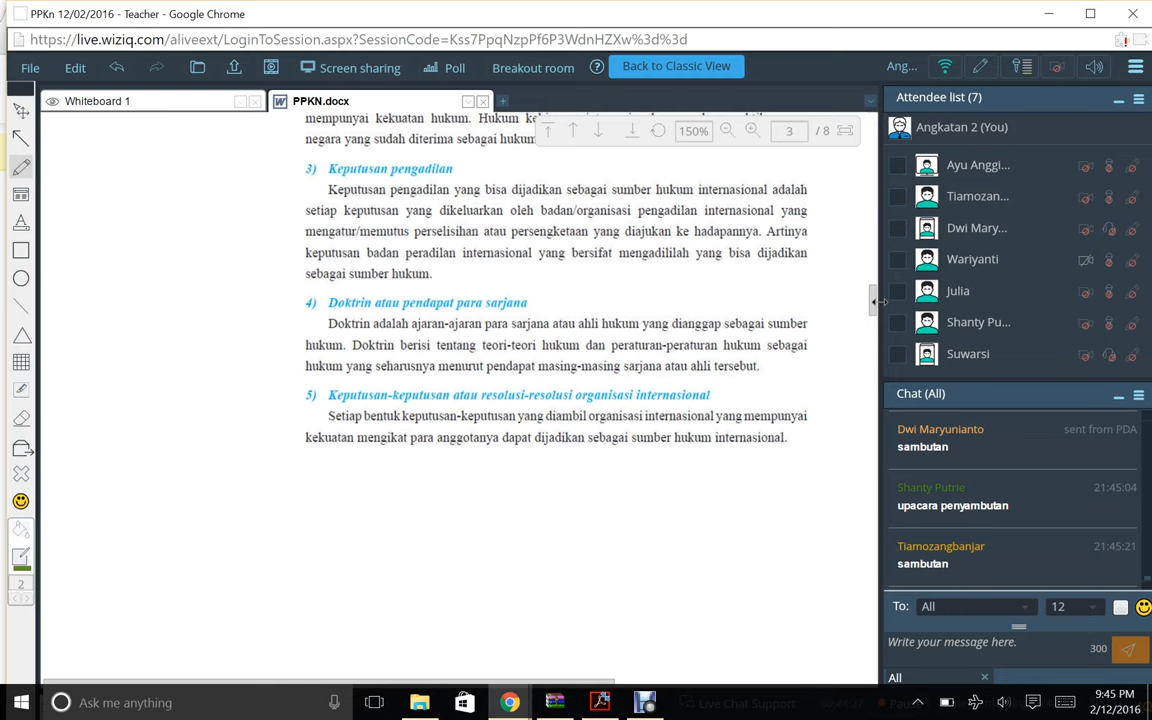 PPKn 12/02/2016 - Teacher - Google Chrome
https://live.wiziq.com/aliveext/LoginToSession.aspx?SessionCode=Kss7PpqNzpPf6P3WdnHZXw%3d%3d
File Edit Screen sharing Poll Breakout room Back to Classic View Ang...
Whiteboard 1 PPKN.docx
Attendee list (7)
Angkatan 2 (You)
Ayu Anggi...
Tiamozan...
Dwi Mary...
Wariyanti
Julia
Shanty Pu...
Suwarsi
150% 3 / 8
mempunyai kekuatan hukum. Hukum
negara yang sudah diterima sebagai hukum
3) Keputusan pengadilan
Keputusan pengadilan yang bisa dijadikan sebagai sumber hukum internasional adalah
setiap keputusan yang dikeluarkan oleh badan/organisasi pengadilan internasional yang
mengatur/memutus perselisihan atau persengketaan yang diajukan ke hadapannya. Artinya
keputusan badan peradilan internasional yang bersifat mengadililah yang bisa dijadikan
sebagai sumber hukum.
4) Doktrin atau pendapat para sarjana
Doktrin adalah ajaran-ajaran para sarjana atau ahli hukum yang dianggap sebagai sumber
hukum. Doktrin berisi tentang teori-teori hukum dan peraturan-peraturan hukum sebagai
hukum yang seharusnya menurut pendapat masing-masing sarjana atau ahli tersebut.
5) Keputusan-keputusan atau resolusi-resolusi organisasi internasional
Setiap bentuk keputusan-keputusan yang diambil organisasi internasional yang mempunyai
kekuatan mengikat para anggotanya dapat dijadikan sebagai sumber hukum internasional.
Chat (All)
Dwi Maryunianto sent from PDA
sambutan
Shanty Putrie 21:45:04
upacara penyambutan
Tiamozangbanjar 21:45:21
sambutan
To: All 12
Write your message here. 300
All
2
Live Chat Support
Ask me anything
9:45 PM
2/12/2016